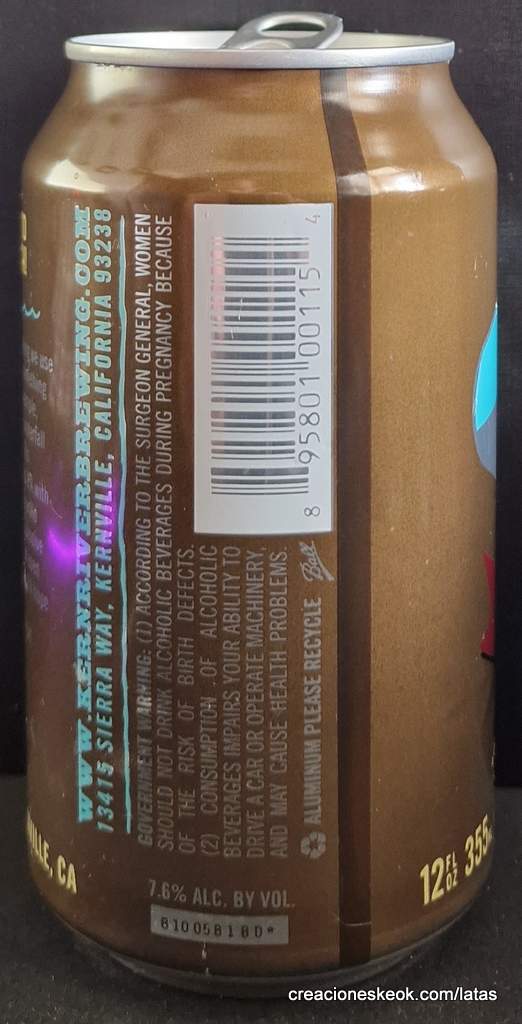 WWW.KERNRIVERBREWING.COM
13415 SIERRA WAY, KERNVILLE, CALIFORNIA 93238
GOVERNMENT WARNING: (1) ACCORDING TO THE SURGEON GENERAL, WOMEN
SHOULD NOT DRINK ALCOHOLIC BEVERAGES DURING PREGNANCY BECAUSE
OF THE RISK OF BIRTH DEFECTS.
(2) CONSUMPTION OF ALCOHOLIC
BEVERAGES IMPAIRS YOUR ABILITY TO
DRIVE A CAR OR OPERATE MACHINERY,
AND MAY CAUSE HEALTH PROBLEMS.
ALUMINUM PLEASE RECYCLE Ball
8 95801 00115 4
VILLE, CA
7.6% ALC. BY VOL.
B1005B1BD*
12 FL OZ 355
creacioneskeok.com/latas